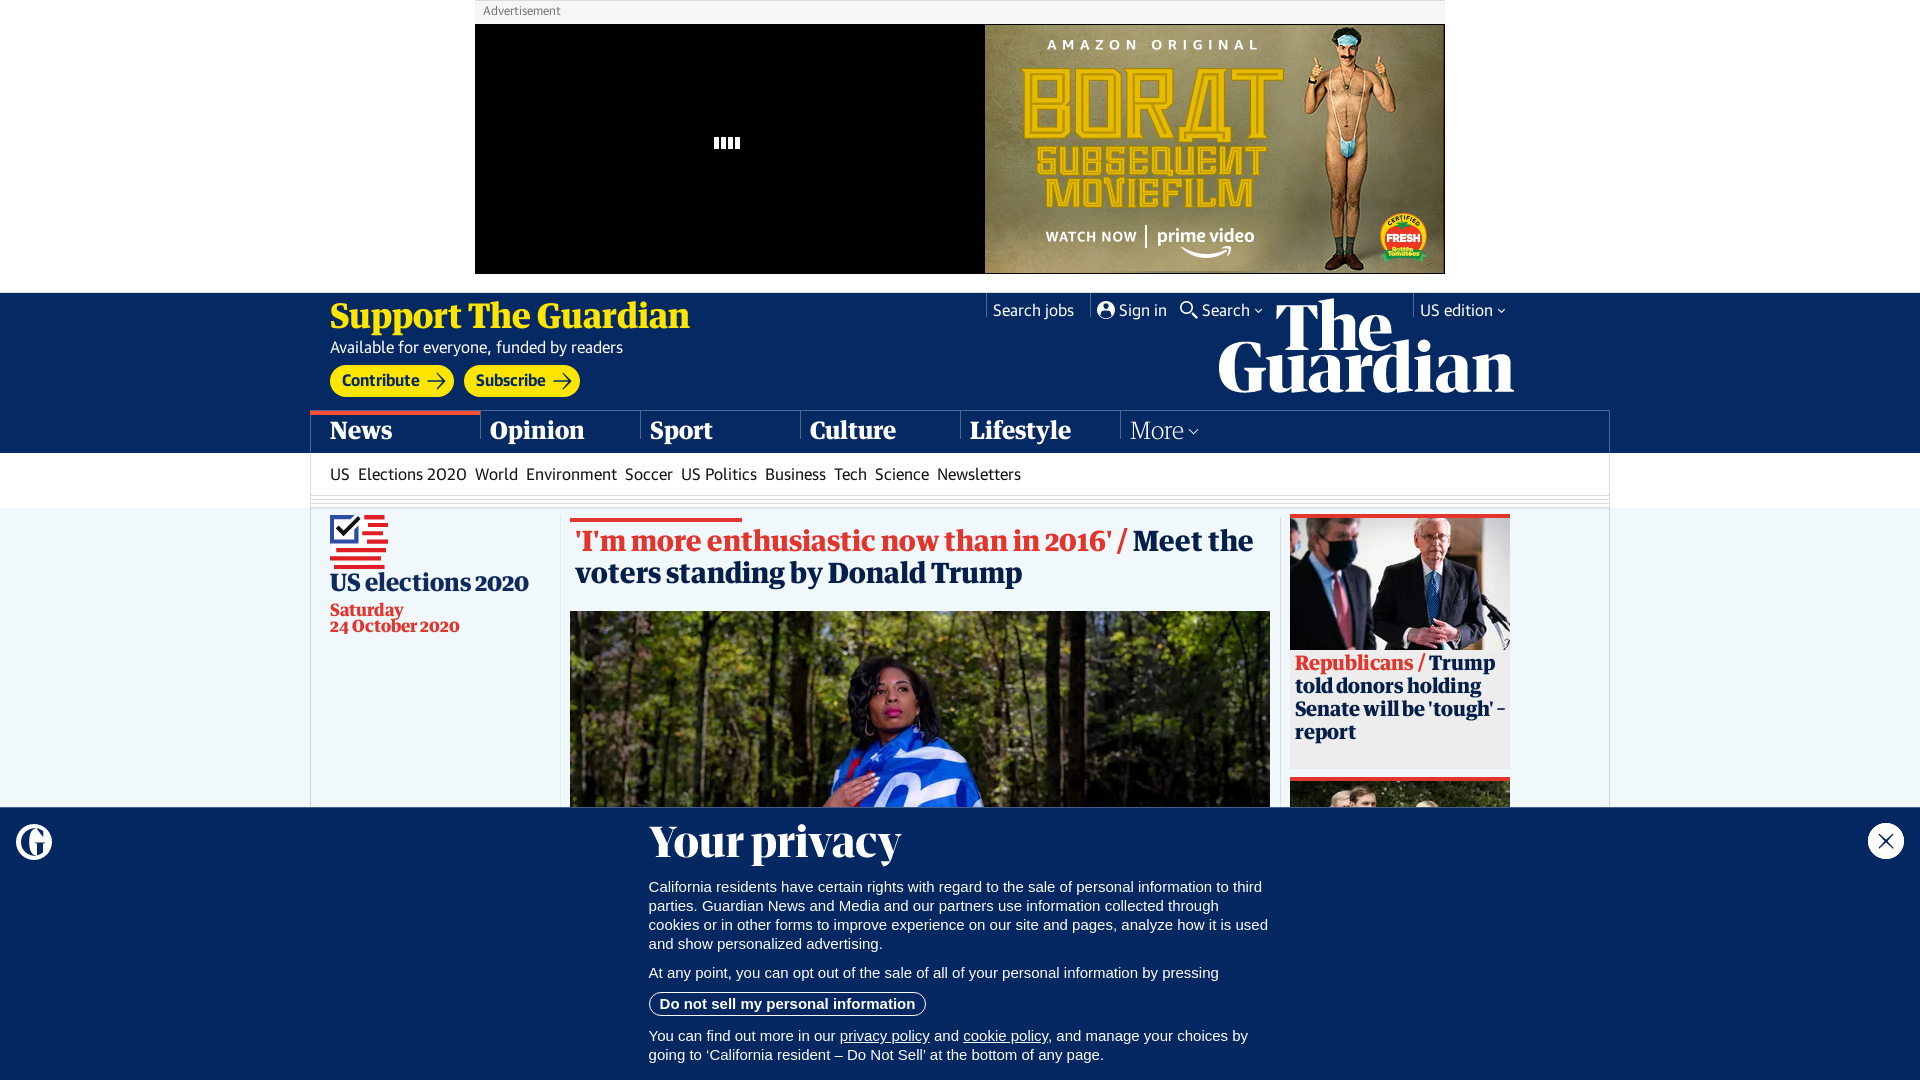 Advertisement
AMAZON ORIGINAL
BORAT
SUBSEQUENT
MOVIEFILM
WATCH NOW | prime video
CERTIFIED
FRESH
Rotten
Tomatoes
Support The Guardian
Available for everyone, funded by readers
Contribute
Subscribe
Search jobs
Sign in
Search
US edition
The
Guardian
News
Opinion
Sport
Culture
Lifestyle
More
US Elections 2020 World Environment Soccer US Politics Business Tech Science Newsletters
US elections 2020
Saturday
24 October 2020
'I'm more enthusiastic now than in 2016' / Meet the
voters standing by Donald Trump
Republicans / Trump
told donors holding
Senate will be 'tough' –
report
G
Your privacy
California residents have certain rights with regard to the sale of personal information to third
parties. Guardian News and Media and our partners use information collected through
cookies or in other forms to improve experience on our site and pages, analyze how it is used
and show personalized advertising.
At any point, you can opt out of the sale of all of your personal information by pressing
Do not sell my personal information
You can find out more in our privacy policy and cookie policy, and manage your choices by
going to ‘California resident – Do Not Sell’ at the bottom of any page.